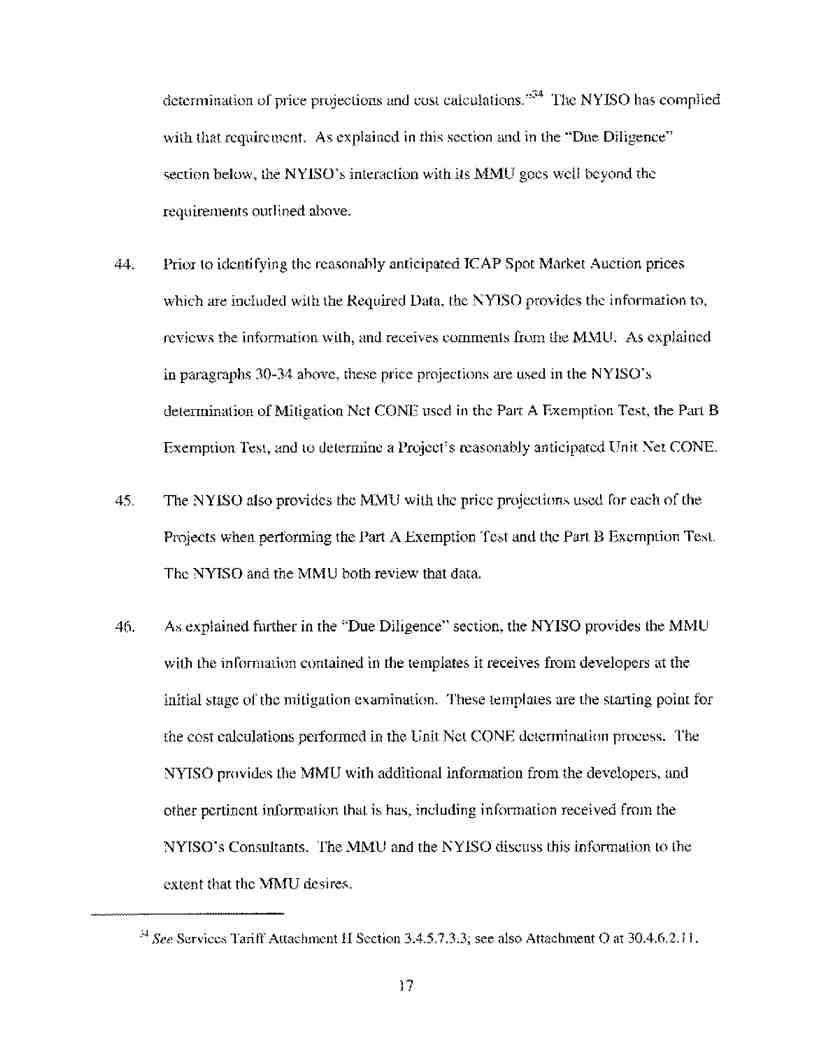 determination of price projections and cost calculations."34 The NYISO has complied
with that requirement. As explained in this section and in the "Due Diligence"
section below, the NYISO's interaction with its MMU goes well beyond the
requirements outlined above.
44. Prior to identifying the reasonably anticipated ICAP Spot Market Auction prices
which are included with the Required Data, the NYISO provides the information to,
reviews the information with, and receives comments from the MMU. As explained
in paragraphs 30-34 above, these price projections are used in the NYISO's
determination of Mitigation Net CONE used in the Part A Exemption Test, the Part B
Exemption Test, and to determine a Project's reasonably anticipated Unit Net CONE.
45. The NYISO also provides the MMU with the price projections used for each of the
Projects when performing the Part A Exemption Test and the Part B Exemption Test.
The NYISO and the MMU both review that data.
46. As explained further in the "Due Diligence" section, the NYISO provides the MMU
with the information contained in the templates it receives from developers at the
initial stage of the mitigation examination. These templates are the starting point for
the cost calculations performed in the Unit Net CONE determination process. The
NYISO provides the MMU with additional information from the developers, and
other pertinent information that is has, including information received from the
NYISO's Consultants. The MMU and the NYISO discuss this information to the
extent that the MMU desires.
34 See Services Tariff Attachment H Section 3.4.5.7.3.3; see also Attachment O at 30.4.6.2.11.
17